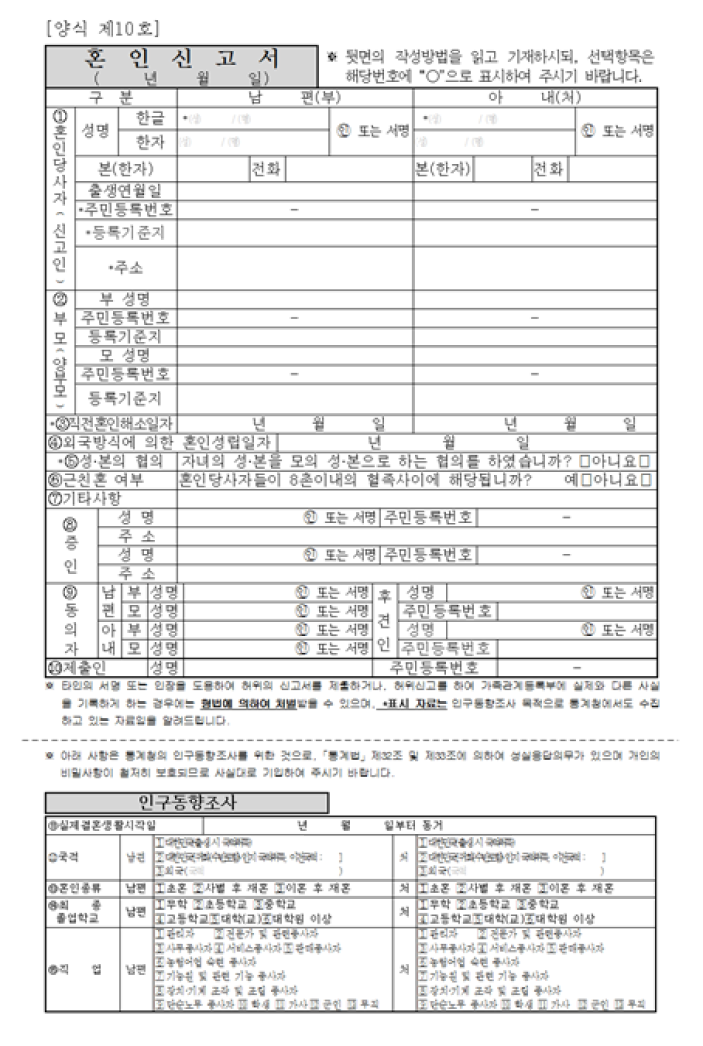 [양식 제10호]
혼 인 신 고 서
( 년 월 일)
※ 뒷면의 작성방법을 읽고 기재하시되, 선택항목은
해당번호에 "○"으로 표시하여 주시기 바랍니다.
구 분 남 편(부) 아 내(처)
①혼인당사자(신고인)
성명 한글 *(성) /(명) ㊞ 또는 서명 *(성) /(명) ㊞ 또는 서명
한자 (성) /(명) (성) /(명)
본(한자) 전화 본(한자) 전화
출생연월일
*주민등록번호 - -
*등록기준지
*주소
②부모(양부모)
부 성명
주민등록번호 - -
등록기준지
모 성명
주민등록번호 - -
등록기준지
*③직전혼인해소일자 년 월 일 년 월 일
④외국방식에 의한 혼인성립일자 년 월 일
*⑤성·본의 협의 자녀의 성·본을 모의 성·본으로 하는 협의를 하였습니까? □아니요□
⑥근친혼 여부 혼인당사자들이 8촌이내의 혈족사이에 해당됩니까? 예□아니요□
⑦기타사항
⑧증인
성 명 ㊞ 또는 서명 주민등록번호 -
주 소
성 명 ㊞ 또는 서명 주민등록번호 -
주 소
⑨동의자
남편 부 성명 ㊞ 또는 서명 후견인 성명 ㊞ 또는 서명
모 성명 ㊞ 또는 서명 주민등록번호
아내 부 성명 ㊞ 또는 서명 성명 ㊞ 또는 서명
모 성명 ㊞ 또는 서명 주민등록번호
⑩제출인 성명 주민등록번호 -
※ 타인의 서명 또는 인장을 도용하여 허위의 신고서를 제출하거나, 허위신고를 하여 가족관계등록부에 실제와 다른 사실
을 기록하게 하는 경우에는 형법에 의하여 처벌받을 수 있으며, *표시 자료는 인구동향조사 목적으로 통계청에서도 수집
하고 있는 자료임을 알려드립니다.
※ 아래 사항은 통계청의 인구동향조사를 위한 것으로, 「통계법」 제32조 및 제33조에 의하여 성실응답의무가 있으며 개인의
비밀사항이 철저히 보호되므로 사실대로 기입하여 주시기 바랍니다.
인구동향조사
⑪실제결혼생활시작일 년 월 일부터 동거
⑫국적 남편 처
1 대한민국(출생시 국적취득) 1 대한민국(출생시 국적취득)
2 대한민국(귀화(수반포함)·인지 국적취득, 이전국적: ) 2 대한민국(귀화(수반포함)·인지 국적취득, 이전국적: )
3 외국(국적 ) 3 외국(국적 )
⑬혼인종류 남편 1초혼 2사별 후 재혼 3이혼 후 재혼 처 1초혼 2사별 후 재혼 3이혼 후 재혼
⑭최 종 졸업학교 남편 처
1무학 2초등학교 3중학교 1무학 2초등학교 3중학교
4고등학교5대학(교)6대학원 이상 4고등학교5대학(교)6대학원 이상
⑮직 업 남편 처
1 관리자 2 전문가 및 관련종사자 1 관리자 2 전문가 및 관련종사자
3 사무종사자 4 서비스종사자 5 판매종사자 3 사무종사자 4 서비스종사자 5 판매종사자
6 농림어업 숙련 종사자 6 농림어업 숙련 종사자
7 기능원 및 관련 기능 종사자 7 기능원 및 관련 기능 종사자
8 장치·기계 조작 및 조립 종사자 8 장치·기계 조작 및 조립 종사자
9 단순노무 종사자 10 학생 11 가사 12 군인 13 무직 9 단순노무 종사자 10 학생 11 가사 12 군인 13 무직